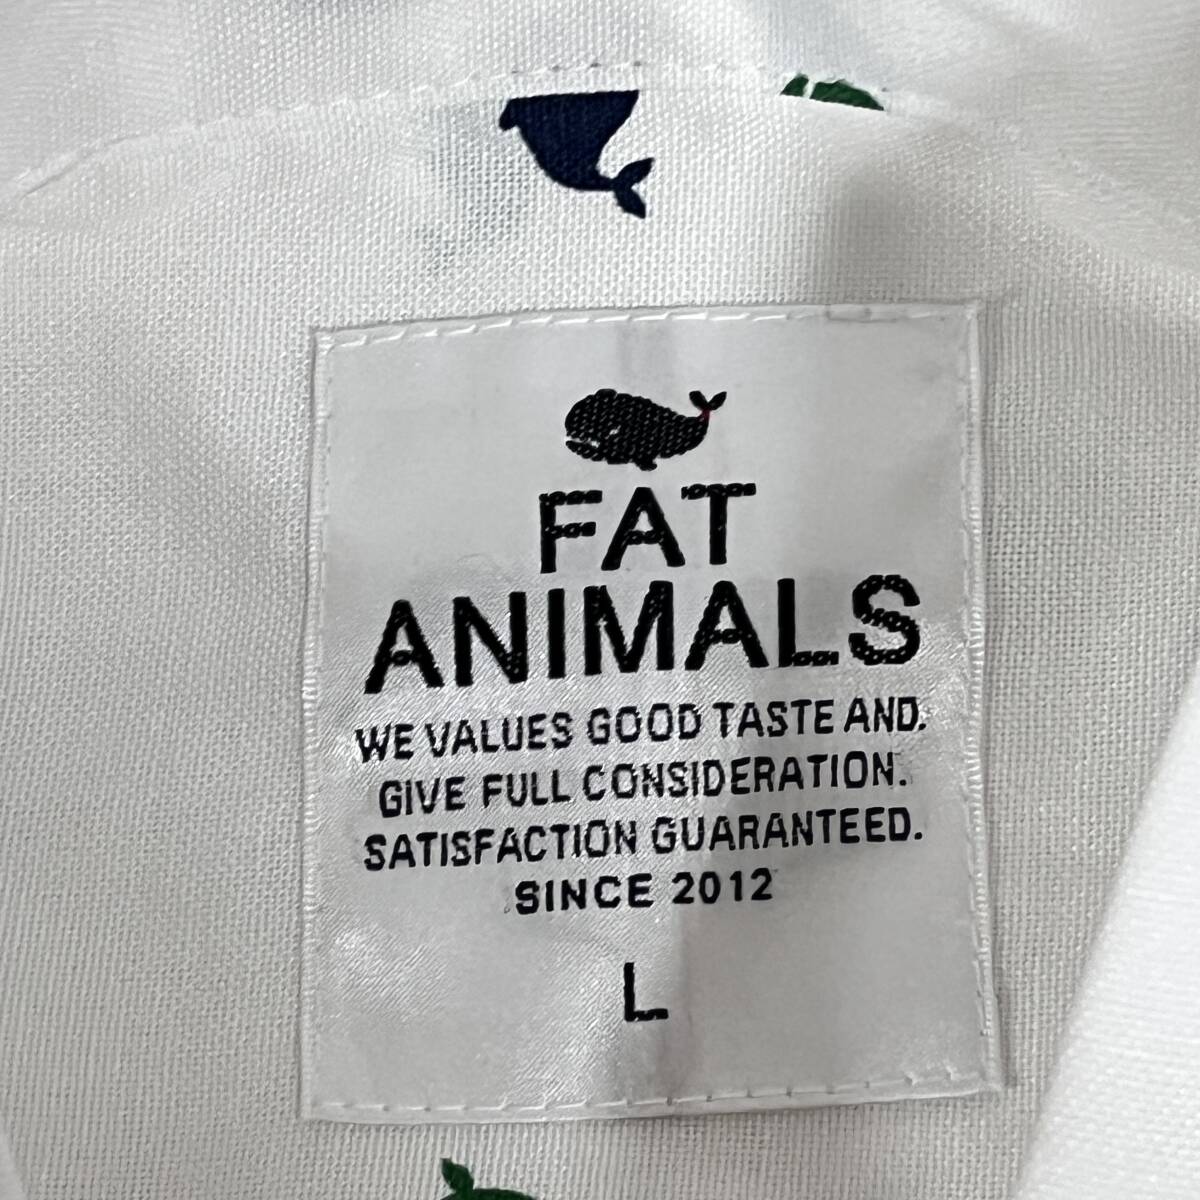 FAT
ANIMALS
WE VALUES GOOD TASTE AND.
GIVE FULL CONSIDERATION.
SATISFACTION GUARANTEED.
SINCE 2012
L